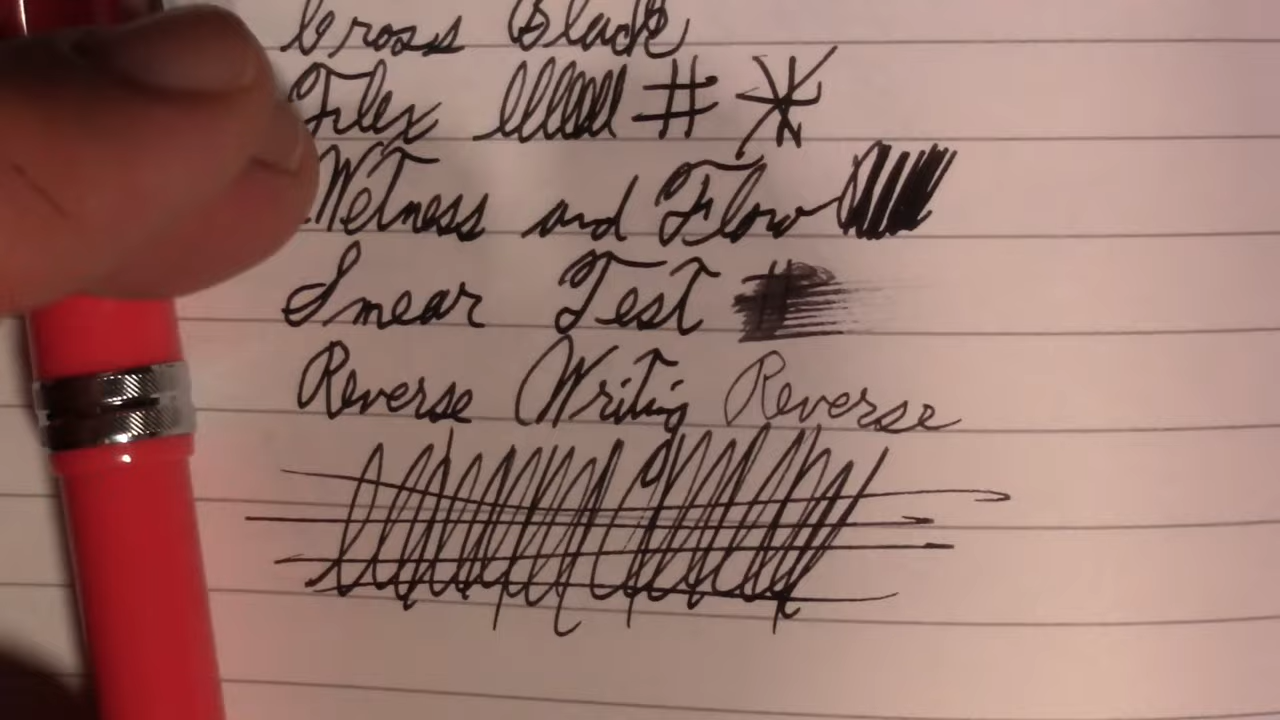 Cross Black
Flex #
Wetness and Flow
Smear Test #
Reverse Writing Reverse